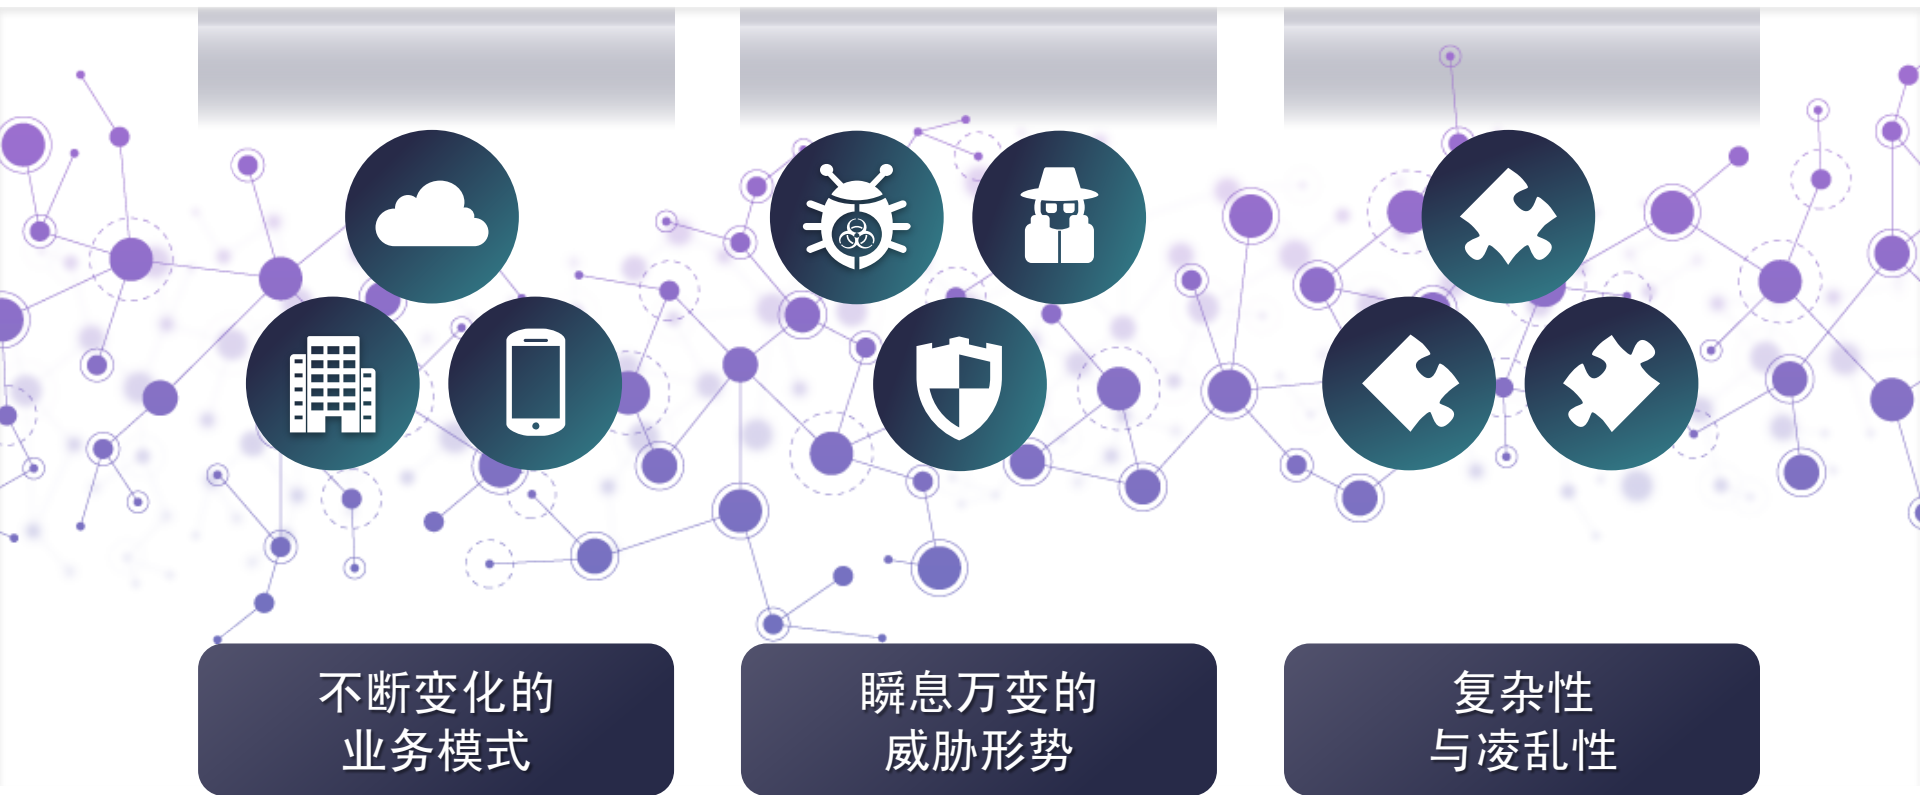 不断变化的
业务模式
瞬息万变的
威胁形势
复杂性
与凌乱性